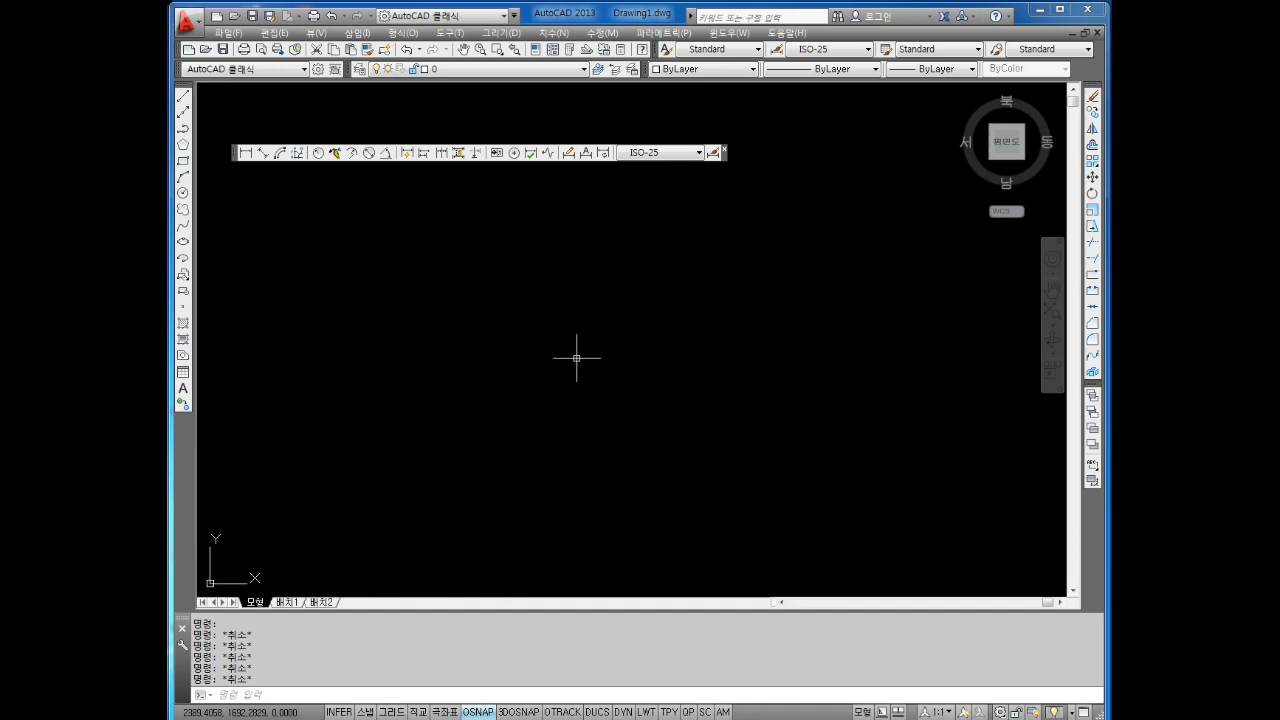 AutoCAD 클래식
AutoCAD 2013 Drawing1.dwg
키워드 또는 구절 입력
로그인
파일(F) 편집(E) 뷰(V) 삽입(I) 형식(O) 도구(T) 그리기(D) 치수(N) 수정(M) 파라메트릭(P) 윈도우(W) 도움말(H)
Standard ISO-25 Standard Standard
AutoCAD 클래식 0 ByLayer ByLayer ByLayer ByColor
ISO-25
북
서 평면도 동
남
WCS
Y
X
모형 배치1 배치2
명령:
명령: *취소*
명령: *취소*
명령: *취소*
명령: *취소*
명령: *취소*
명령 입력
2389,4058, 1692,2829, 0,0000 INFER 스냅 그리드 직교 극좌표 OSNAP 3DOSNAP OTRACK DUCS DYN LWT TPY QP SC AM 모형 1:1